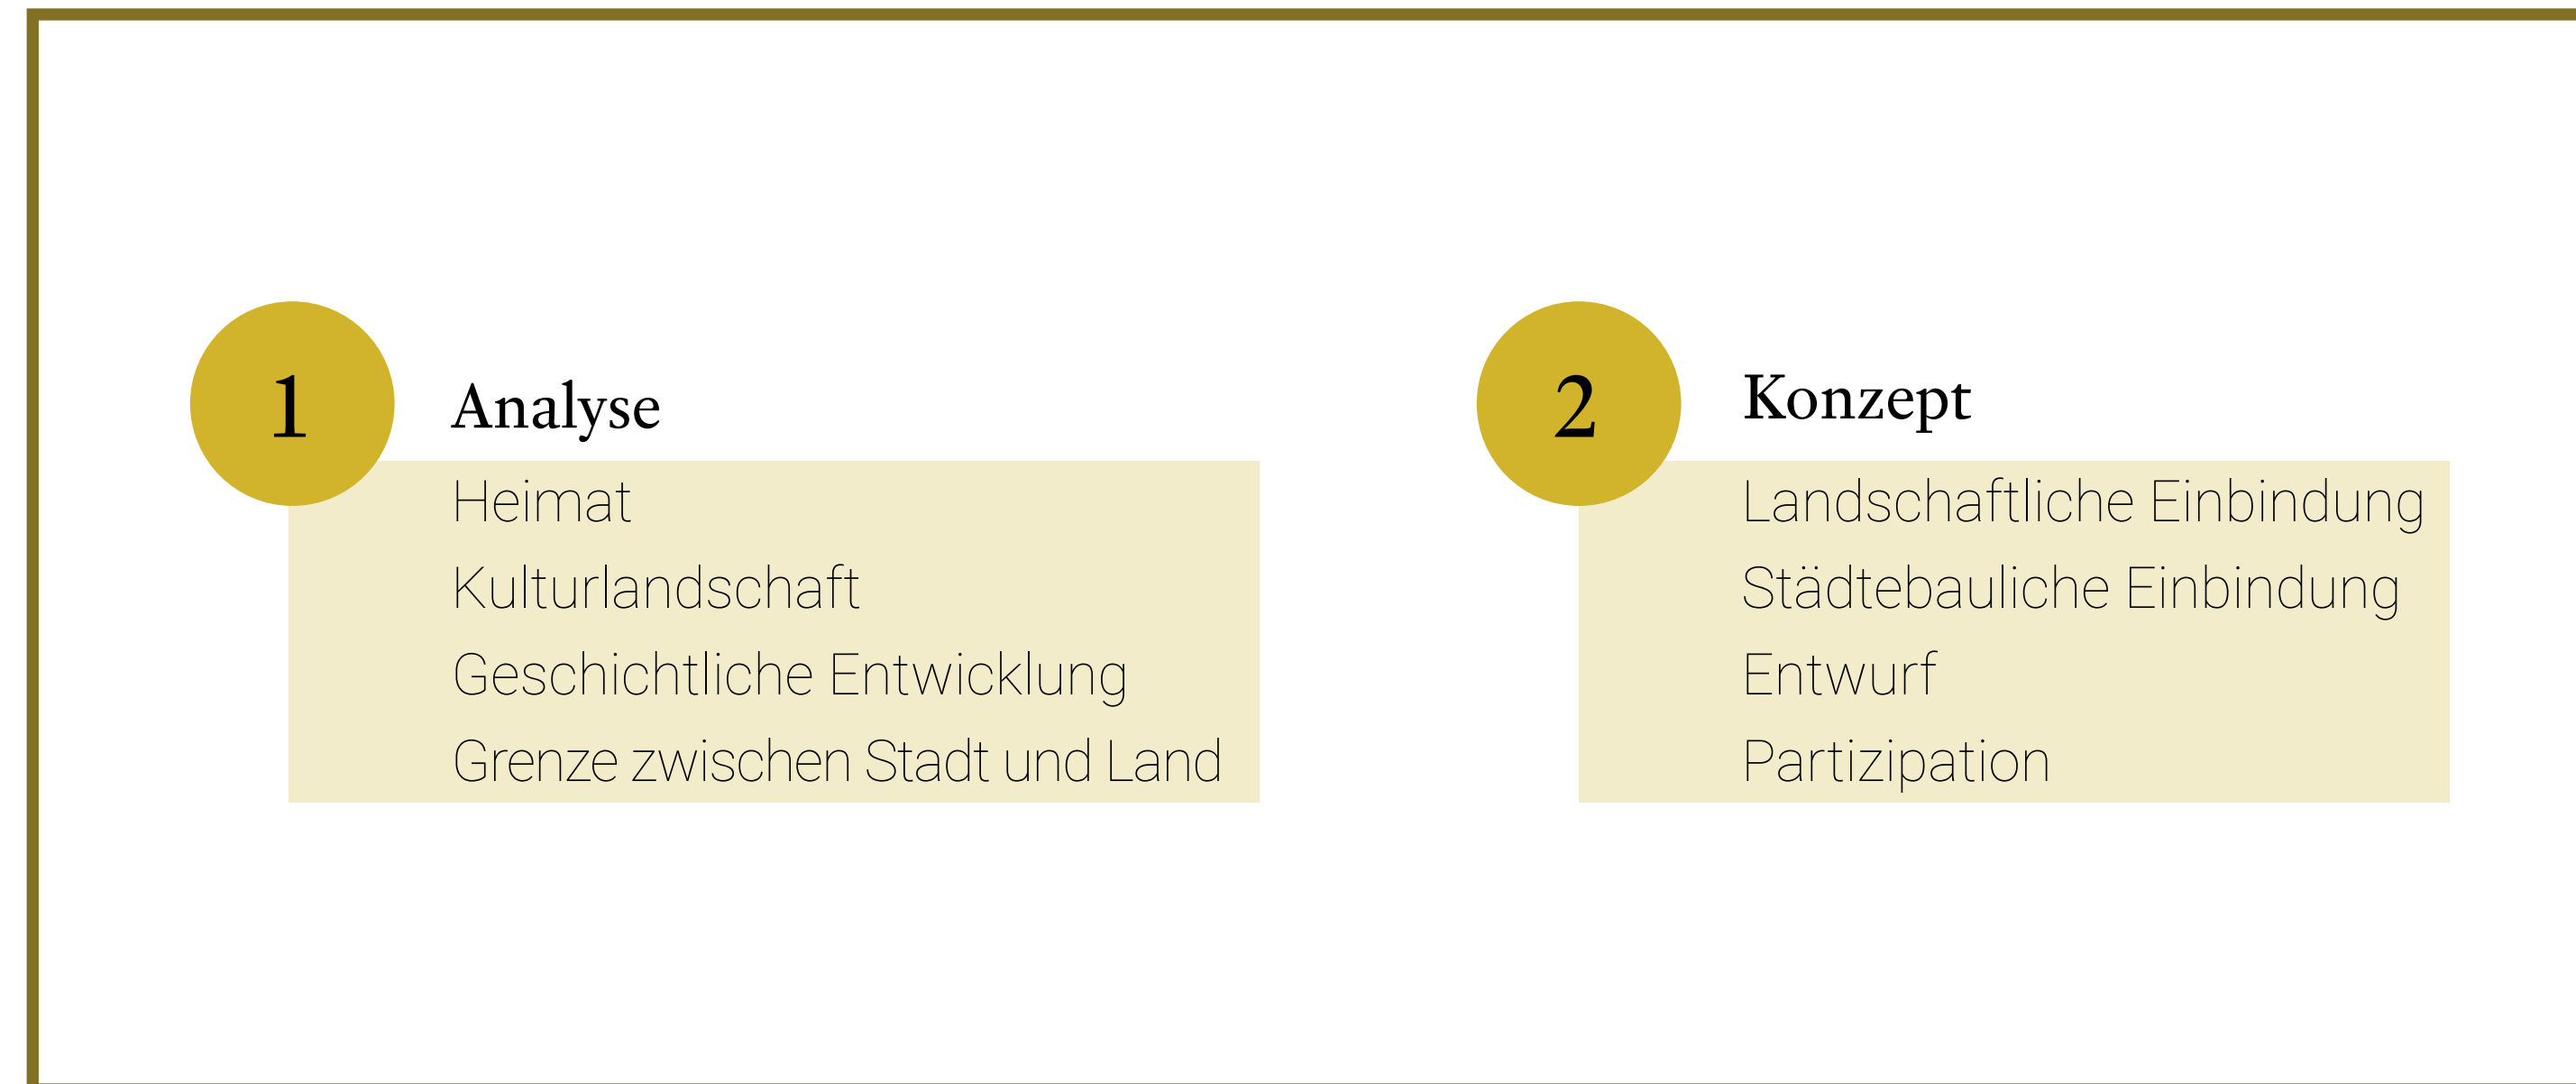 1
Analyse
Heimat
Kulturlandschaft
Geschichtliche Entwicklung
Grenze zwischen Stadt und Land
2
Konzept
Landschaftliche Einbindung
Städtebauliche Einbindung
Entwurf
Partizipation